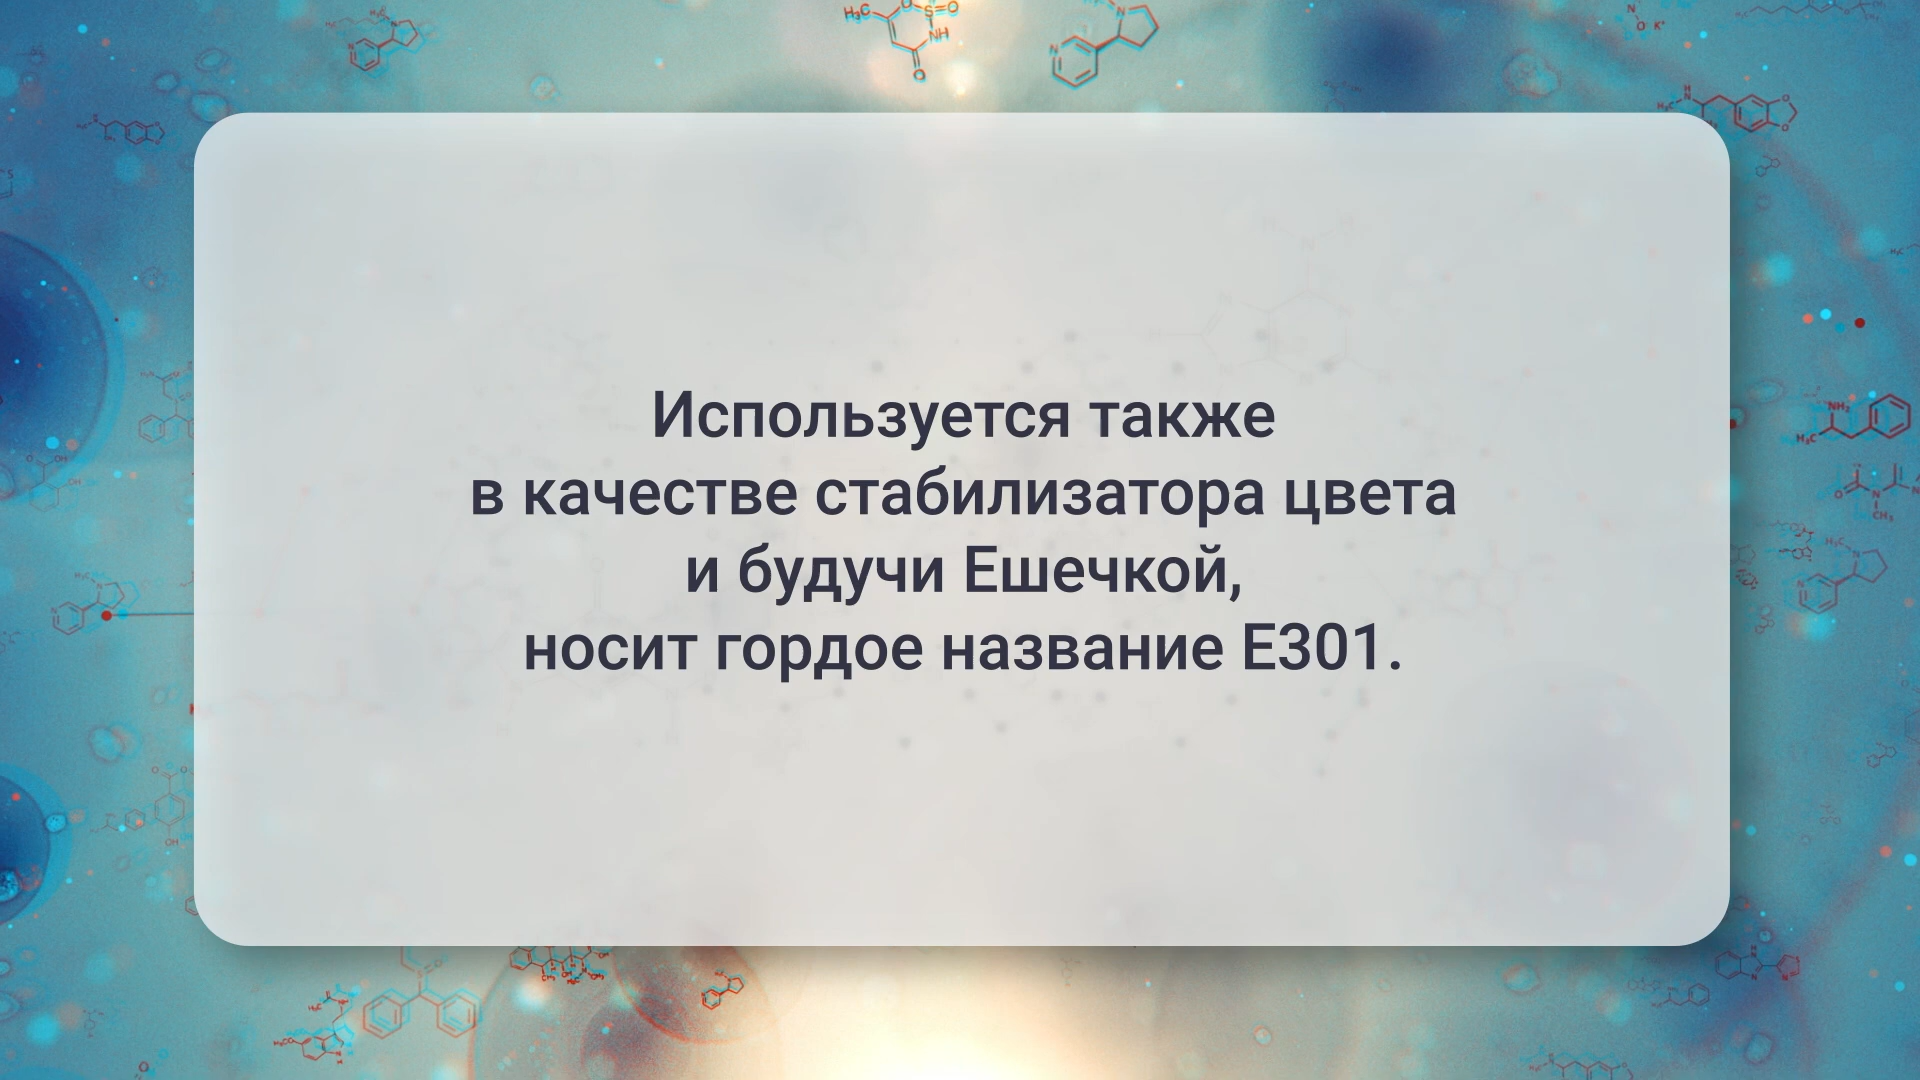 Используется также
в качестве стабилизатора цвета
и будучи Ешечкой,
носит гордое название Е301.